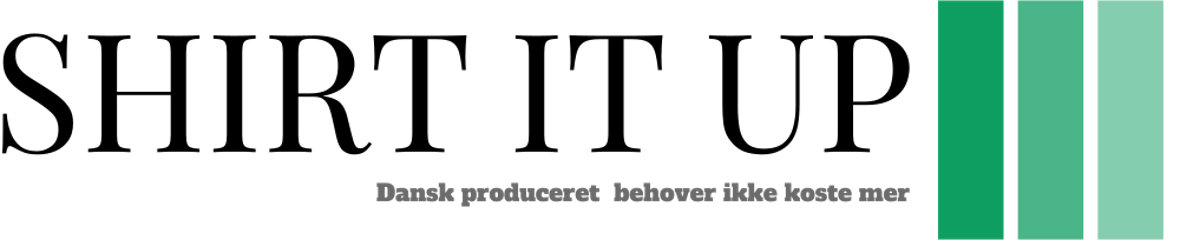 SHIRT IT UP
Dansk produceret behover ikke koste mer